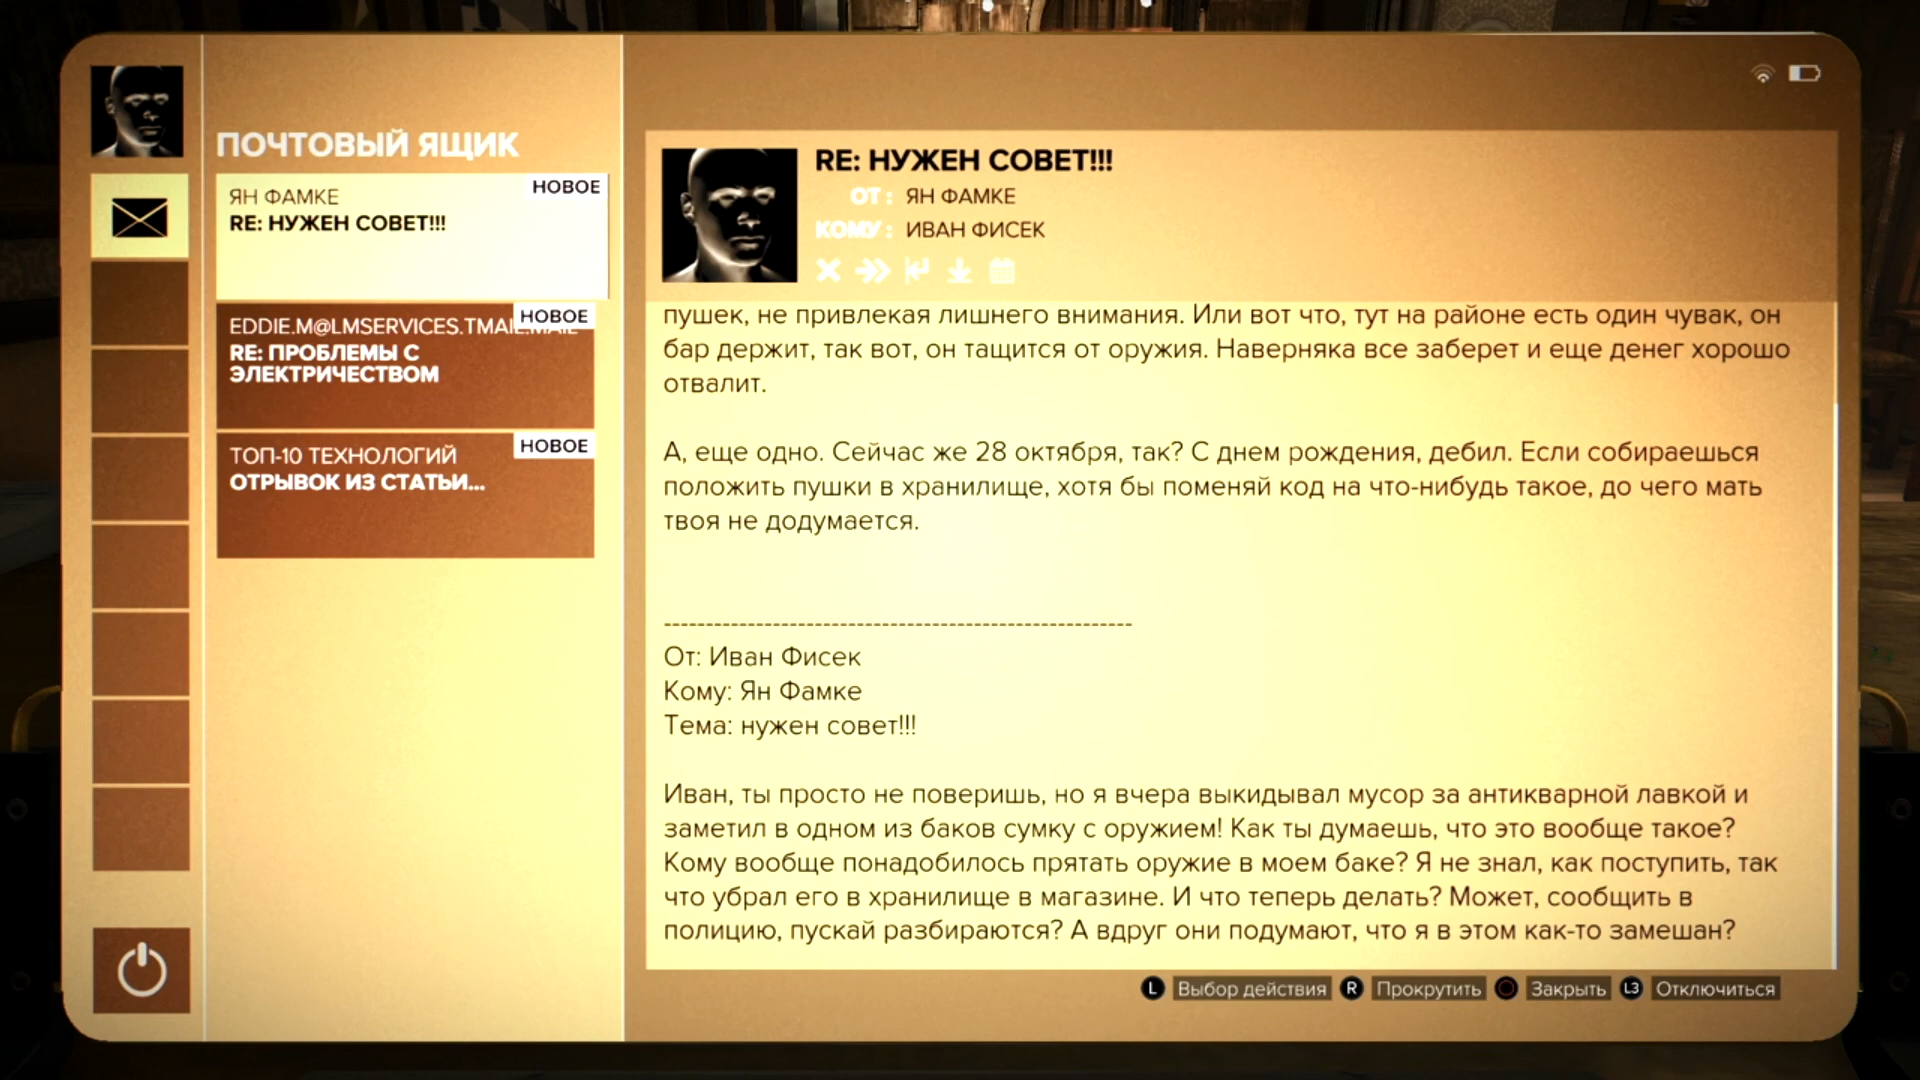 ПОЧТОВЫЙ ЯЩИК
НОВОЕ
ЯН ФАМКЕ
RE: НУЖЕН СОВЕТ!!!
НОВОЕ
EDDIE.M@LMSERVICES.TMAIL.MAIL
RE: ПРОБЛЕМЫ С
ЭЛЕКТРИЧЕСТВОМ
НОВОЕ
ТОП-10 ТЕХНОЛОГИЙ
ОТРЫВОК ИЗ СТАТЬИ...
RE: НУЖЕН СОВЕТ!!!
ОТ: ЯН ФАМКЕ
КОМУ: ИВАН ФИСЕК
пушек, не привлекая лишнего внимания. Или вот что, тут на районе есть один чувак, он
бар держит, так вот, он тащится от оружия. Наверняка все заберет и еще денег хорошо
отвалит.
А, еще одно. Сейчас же 28 октября, так? С днем рождения, дебил. Если собираешься
положить пушки в хранилище, хотя бы поменяй код на что-нибудь такое, до чего мать
твоя не додумается.
--------------------------------------------------------
От: Иван Фисек
Кому: Ян Фамке
Тема: нужен совет!!!
Иван, ты просто не поверишь, но я вчера выкидывал мусор за антикварной лавкой и
заметил в одном из баков сумку с оружием! Как ты думаешь, что это вообще такое?
Кому вообще понадобилось прятать оружие в моем баке? Я не знал, как поступить, так
что убрал его в хранилище в магазине. И что теперь делать? Может, сообщить в
полицию, пускай разбираются? А вдруг они подумают, что я в этом как-то замешан?
L Выбор действия R Прокрутить Закрыть L3 Отключиться